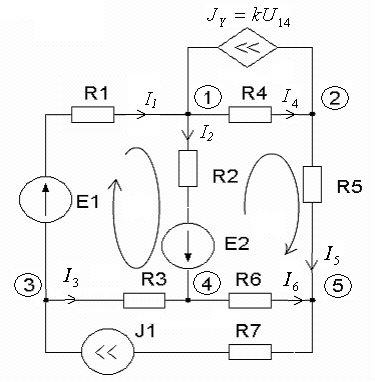 J_Y = kU_14
R1 I_1 ① R4 I_4 ②
I_2
R2 R5
E1
E2 I_5
③ I_3 R3 ④ R6 I_6 ⑤
J1 R7